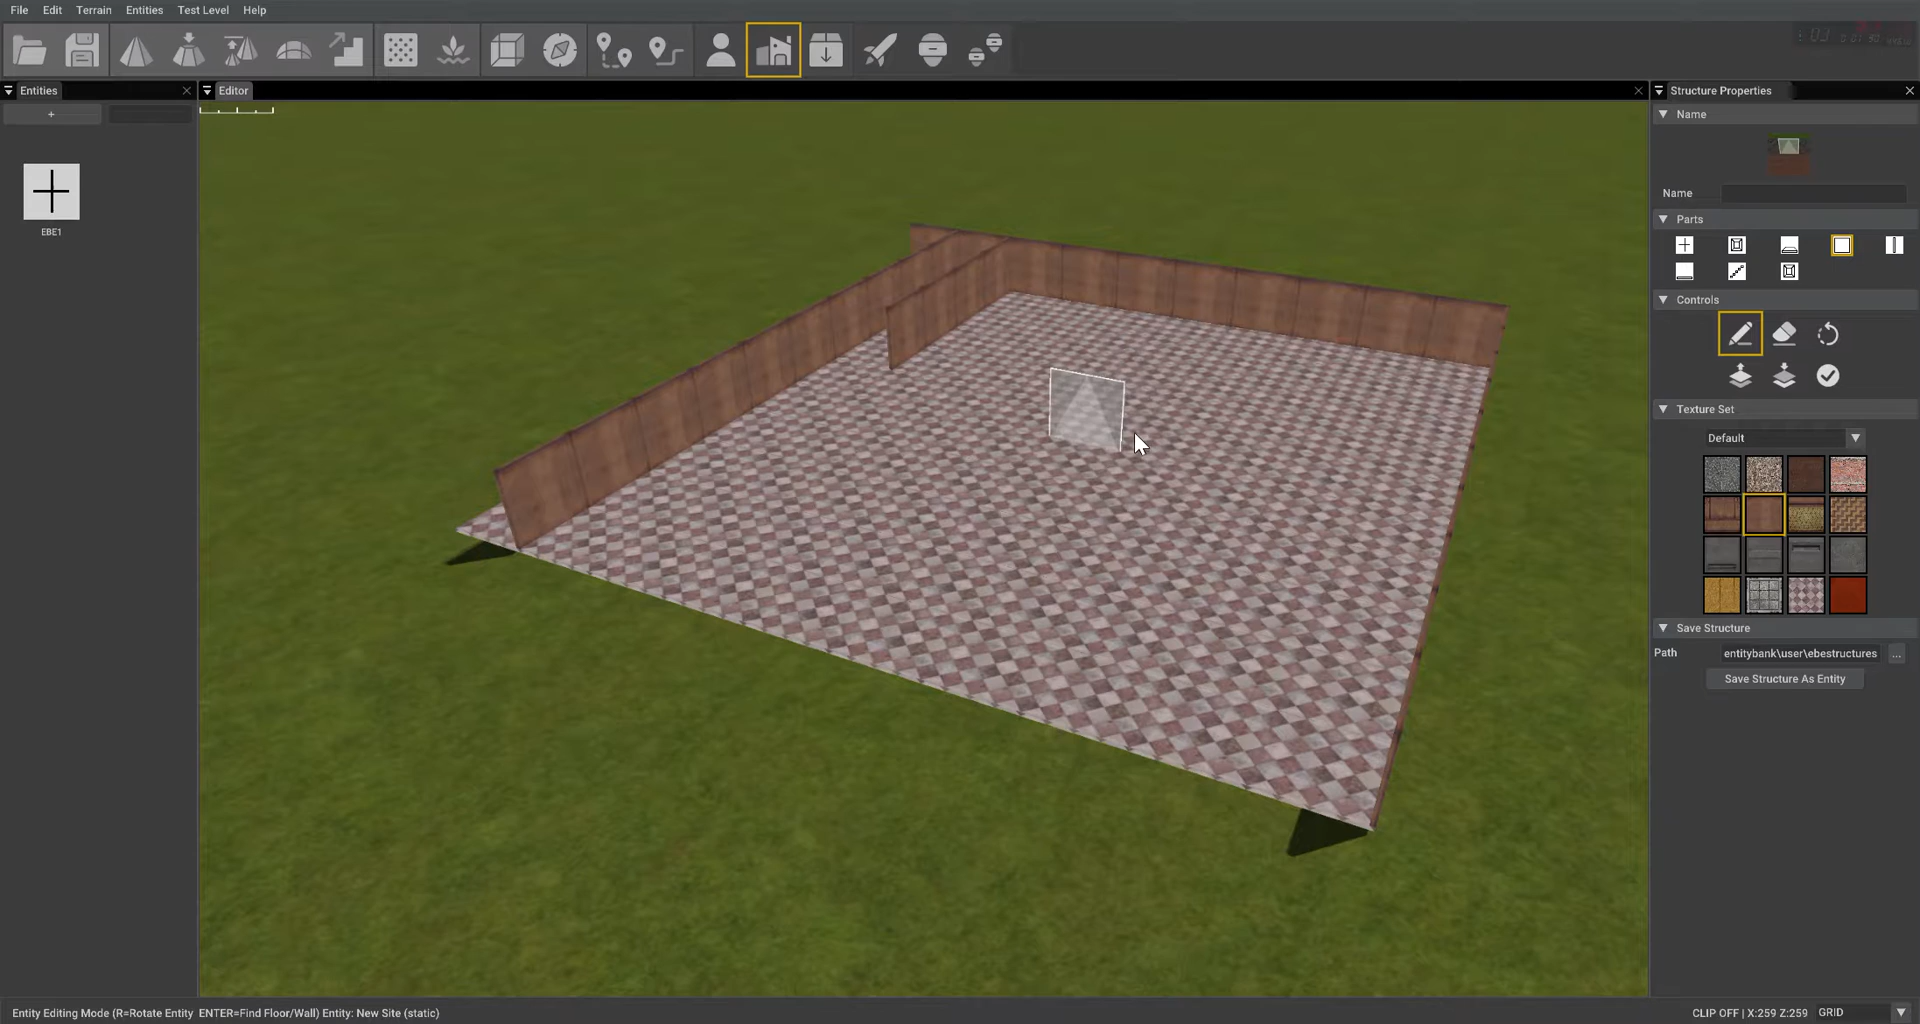 File Edit Terrain Entities Test Level Help
Entities
Editor
Structure Properties
+
Name
Name
EBE1
Parts
Controls
Texture Set
Default
Save Structure
Path entitybank\user\ebestructures ...
Save Structure As Entity
Entity Editing Mode (R=Rotate Entity ENTER=Find Floor/Wall) Entity: New Site (static)
CLIP OFF | X:259 Z:259 GRID